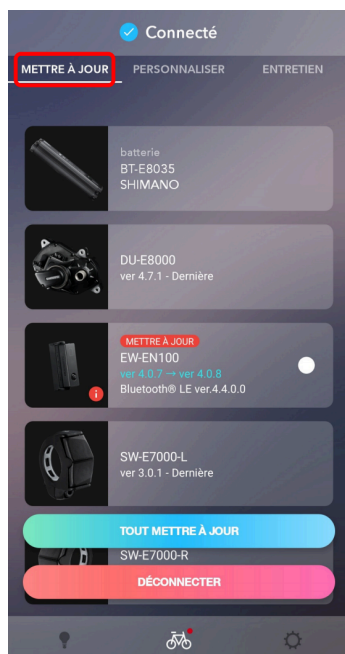 Connecté
METTRE À JOUR PERSONNALISER ENTRETIEN
batterie
BT-E8035
SHIMANO
DU-E8000
ver 4.7.1 - Dernière
METTRE À JOUR
EW-EN100
ver 4.0.7 → ver 4.0.8
Bluetooth® LE ver.4.4.0.0
SW-E7000-L
ver 3.0.1 - Dernière
TOUT METTRE À JOUR
SW-E7000-R
DÉCONNECTER